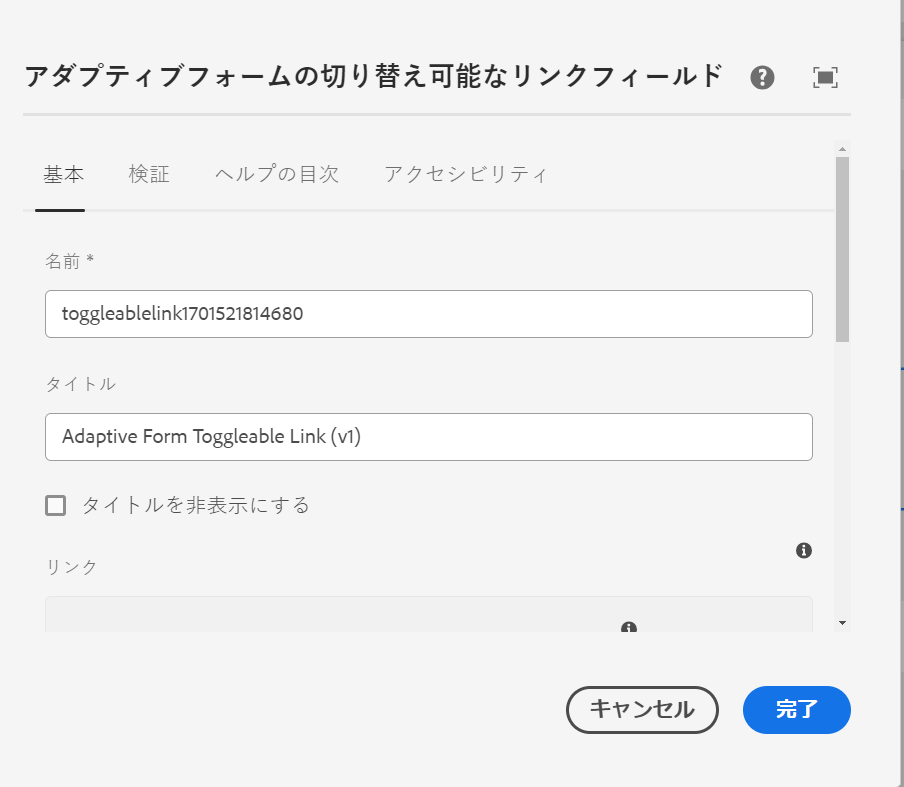 アダプティブフォームの切り替え可能なリンクフィールド
基本 検証 ヘルプの目次 アクセシビリティ
名前 *
toggleablelink1701521814680
タイトル
Adaptive Form Toggleable Link (v1)
タイトルを非表示にする
リンク
キャンセル 完了